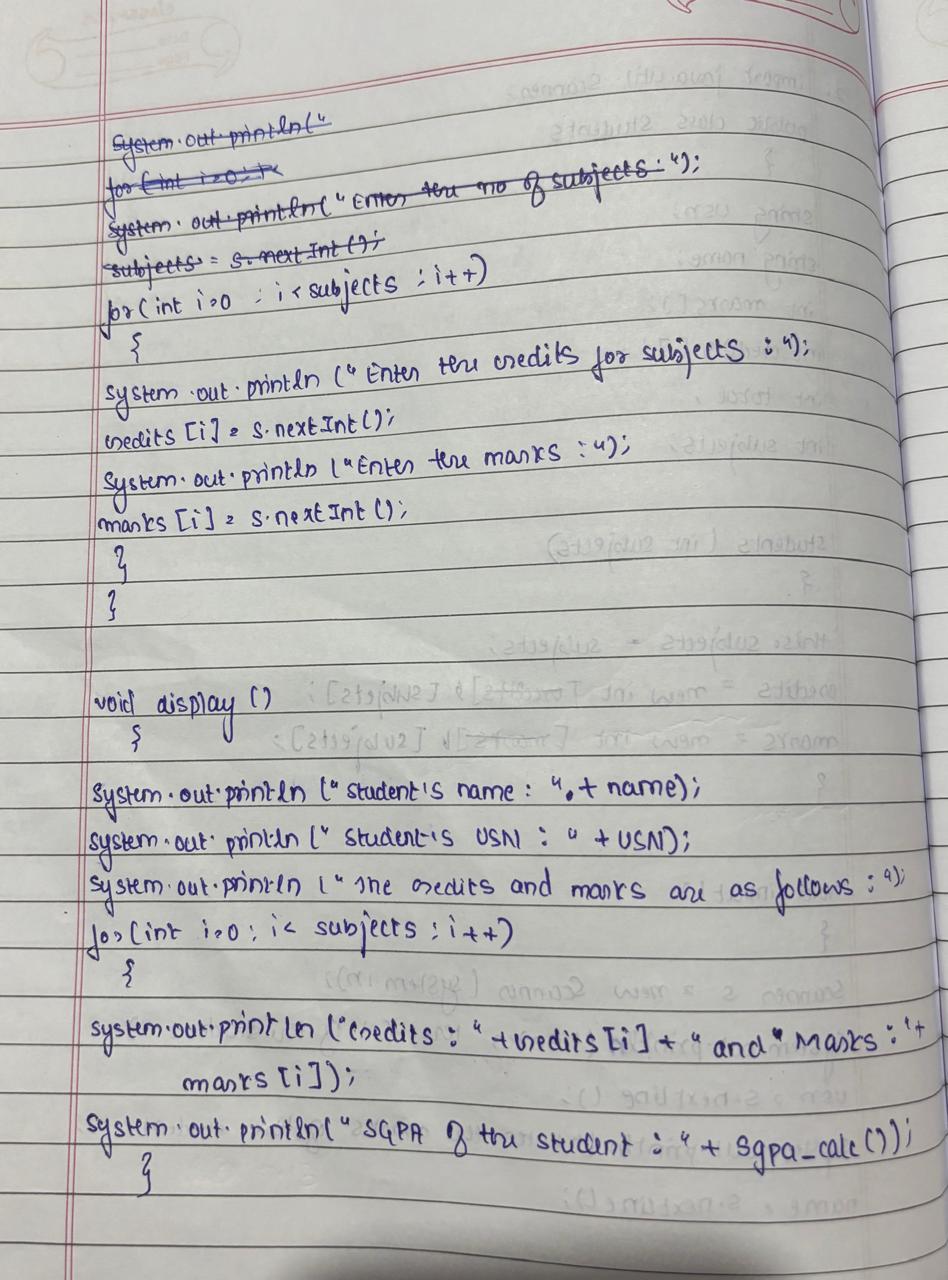 System.out.println("
for (int i=0; i<
System.out.println("Enter the no of subjects:");
subjects = s.nextInt();
for(int i=0 ; i<subjects ; i++)
{
System.out.println ("Enter the credits for subjects :");
credits [i] = s.nextInt();
System.out.println ("Enter the marks :");
marks [i] = s.nextInt ();
}
}
void display ()
{
System.out.println ("student's name : ".+ name);
System.out.println (" student's USN : " + USN);
System.out.println (" The credits and marks are as follows :");
for (int i=0 ; i< subjects ; i++)
{
System.out.println ("credits : " + credits [i] + " and " Marks : "+
marks [i]);
System.out.println(" SGPA of the student : " + Sgpa_calc());
}